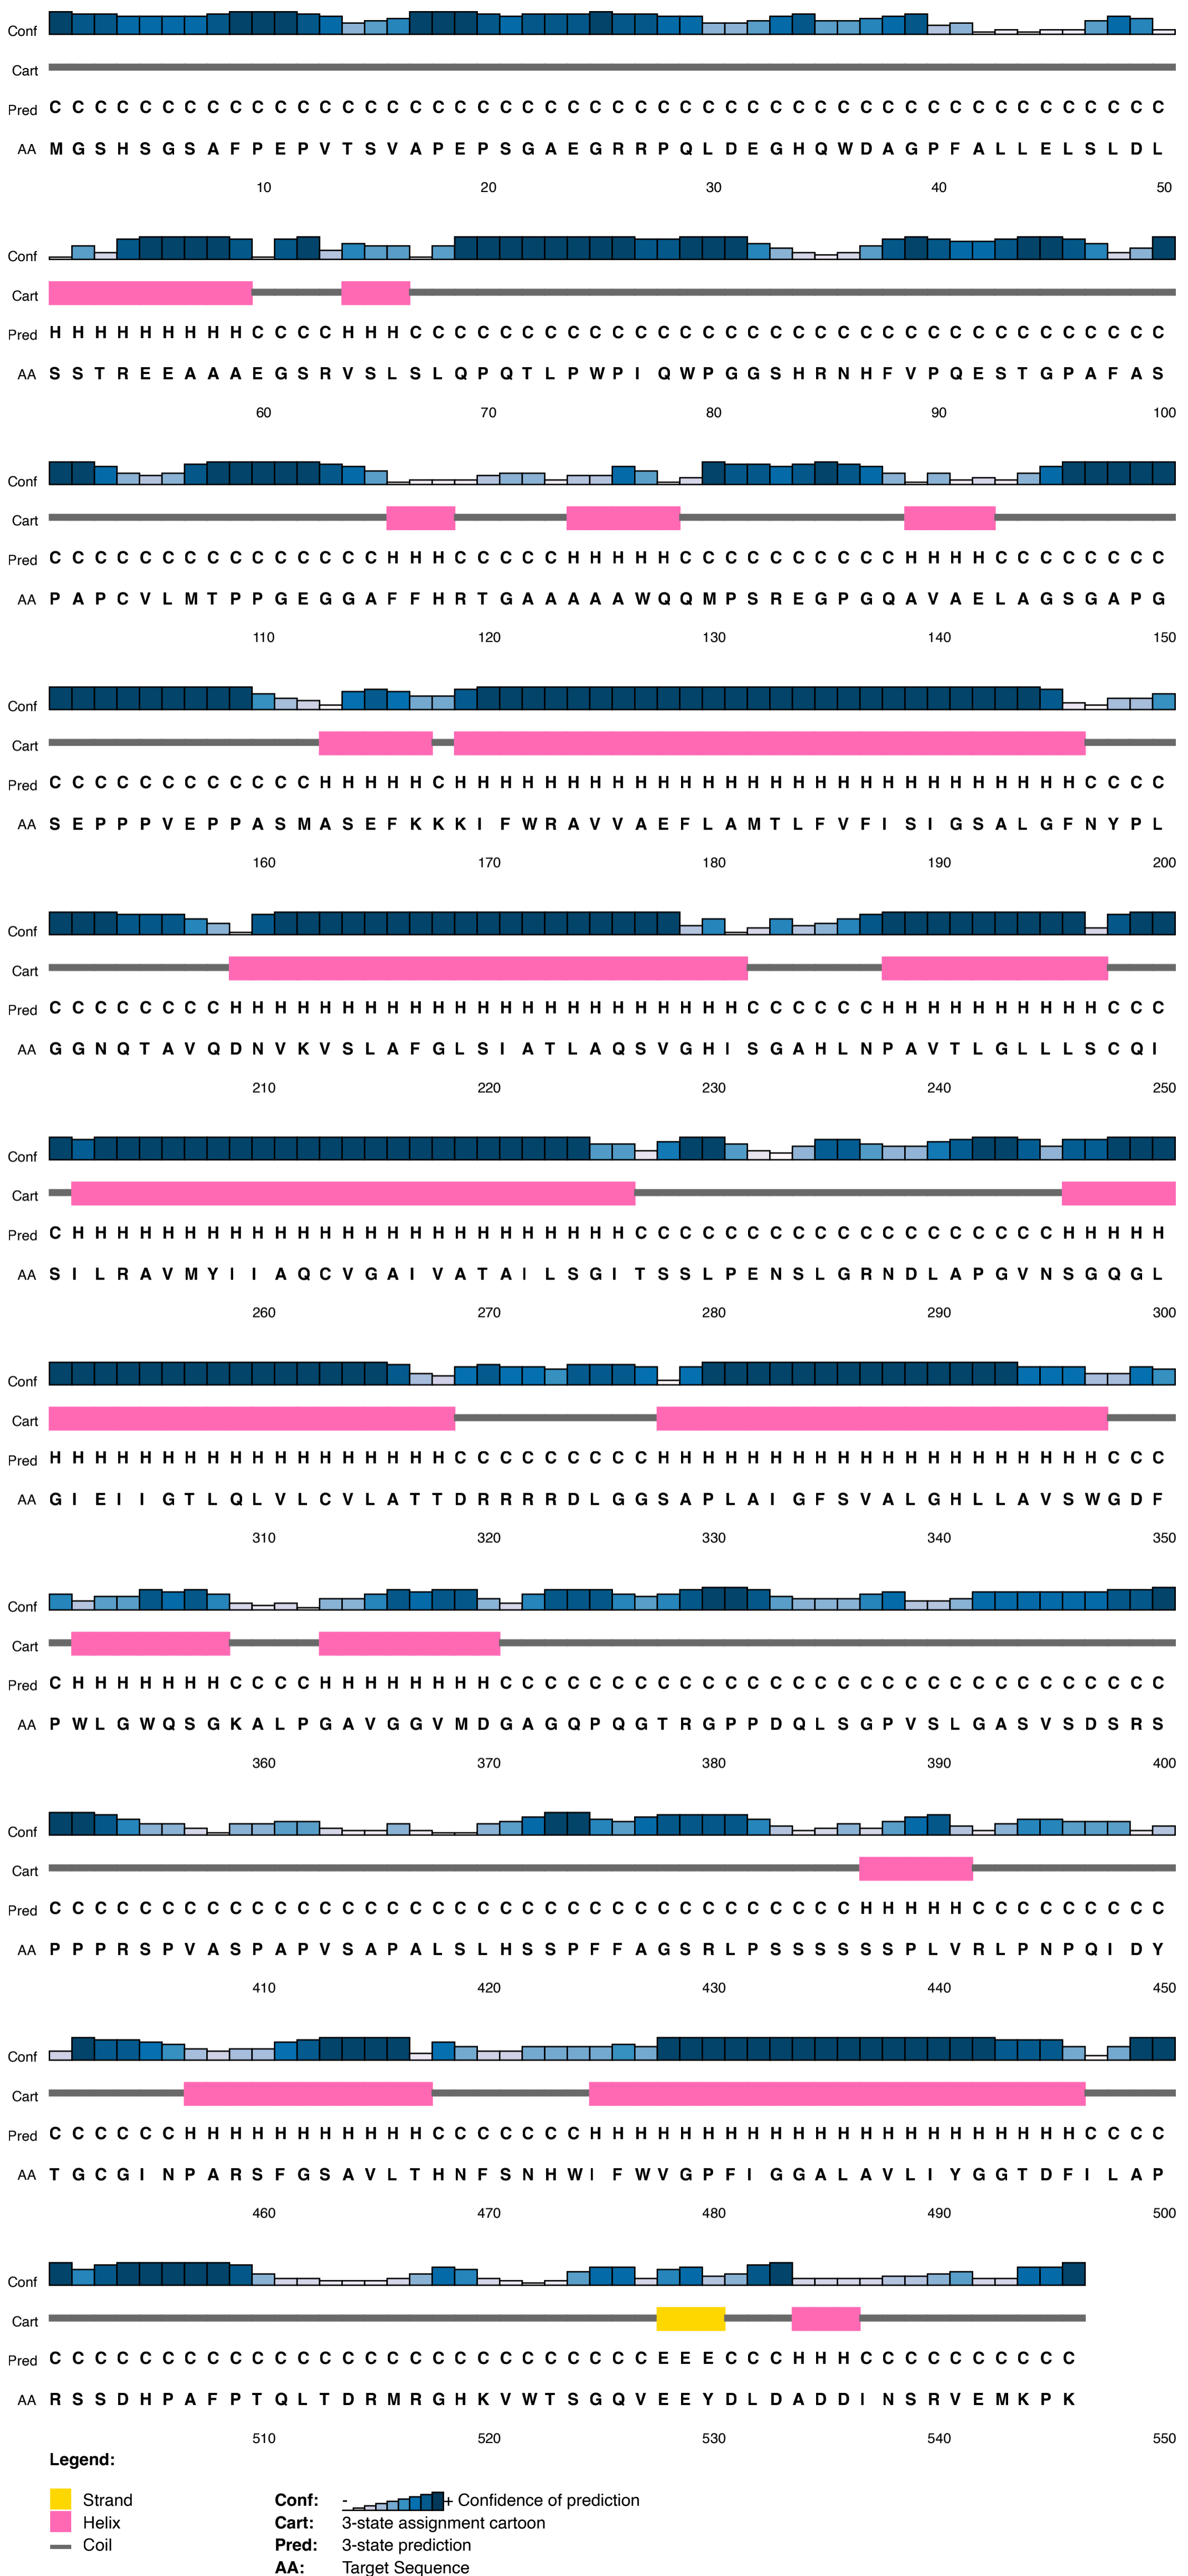 Conf
Cart
Pred C C C C C C C C C C C C C C C C C C C C C C C C C C C C C C C C C C C C C C C C C C C C C C C C C C
AA M G S H S G S A F P E P V T S V A P E P S G A E G R R P Q L D E G H Q W D A G P F A L L E L S L D L
10 20 30 40 50
Conf
Cart
Pred H H H H H H H H H C C C C H H H C C C C C C C C C C C C C C C C C C C C C C C C C C C C C C C C C C
AA S S T R E E A A A E G S R V S L S L Q P Q T L P W P I Q W P G G S H R N H F V P Q E S T G P A F A S
60 70 80 90 100
Conf
Cart
Pred C C C C C C C C C C C C C C C H H H C C C C C H H H H H C C C C C C C C C C H H H H C C C C C C C C
AA P A P C V L M T P P G E G G A F F H R T G A A A A A W Q Q M P S R E G P G Q A V A E L A G S G A P G
110 120 130 140 150
Conf
Cart
Pred C C C C C C C C C C C C H H H H H C H H H H H H H H H H H H H H H H H H H H H H H H H H H H C C C C
AA S E P P P V E P P A S M A S E F K K K I F W R A V V A E F L A M T L F V F I S I G S A L G F N Y P L
160 170 180 190 200
Conf
Cart
Pred C C C C C C C C H H H H H H H H H H H H H H H H H H H H H H H C C C C C C H H H H H H H H H H C C C
AA G G N Q T A V Q D N V K V S L A F G L S I A T L A Q S V G H I S G A H L N P A V T L G L L L S C Q I
210 220 230 240 250
Conf
Cart
Pred C H H H H H H H H H H H H H H H H H H H H H H H H H C C C C C C C C C C C C C C C C C C C H H H H H
AA S I L R A V M Y I I A Q C V G A I V A T A I L S G I T S S L P E N S L G R N D L A P G V N S G Q G L
260 270 280 290 300
Conf
Cart
Pred H H H H H H H H H H H H H H H H H H C C C C C C C C C H H H H H H H H H H H H H H H H H H H H C C C
AA G I E I I G T L Q L V L C V L A T T D R R R R D L G G S A P L A I G F S V A L G H L L A V S W G D F
310 320 330 340 350
Conf
Cart
Pred C H H H H H H H C C C C H H H H H H H H C C C C C C C C C C C C C C C C C C C C C C C C C C C C C C
AA P W L G W Q S G K A L P G A V G G V M D G A G Q P Q G T R G P P D Q L S G P V S L G A S V S D S R S
360 370 380 390 400
Conf
Cart
Pred C C C C C C C C C C C C C C C C C C C C C C C C C C C C C C C C C C C C H H H H H C C C C C C C C C
AA P P P R S P V A S P A P V S A P A L S L H S S P F F A G S R L P S S S S S S P L V R L P N P Q I D Y
410 420 430 440 450
Conf
Cart
Pred C C C C C C H H H H H H H H H H H C C C C C C C H H H H H H H H H H H H H H H H H H H H H H C C C C
AA T G C G I N P A R S F G S A V L T H N F S N H W I F W V G P F I G G A L A V L I Y G G T D F I L A P
460 470 480 490 500
Conf
Cart
Pred C C C C C C C C C C C C C C C C C C C C C C C C C C C E E E C C C H H H C C C C C C C C C C
AA R S S D H P A F P T Q L T D R M R G H K V W T S G Q V E E Y D L D A D D I N S R V E M K P K
510 520 530 540 550
Legend:
Strand Conf: - + Confidence of prediction
Helix Cart: 3-state assignment cartoon
Coil Pred: 3-state prediction
AA: Target Sequence